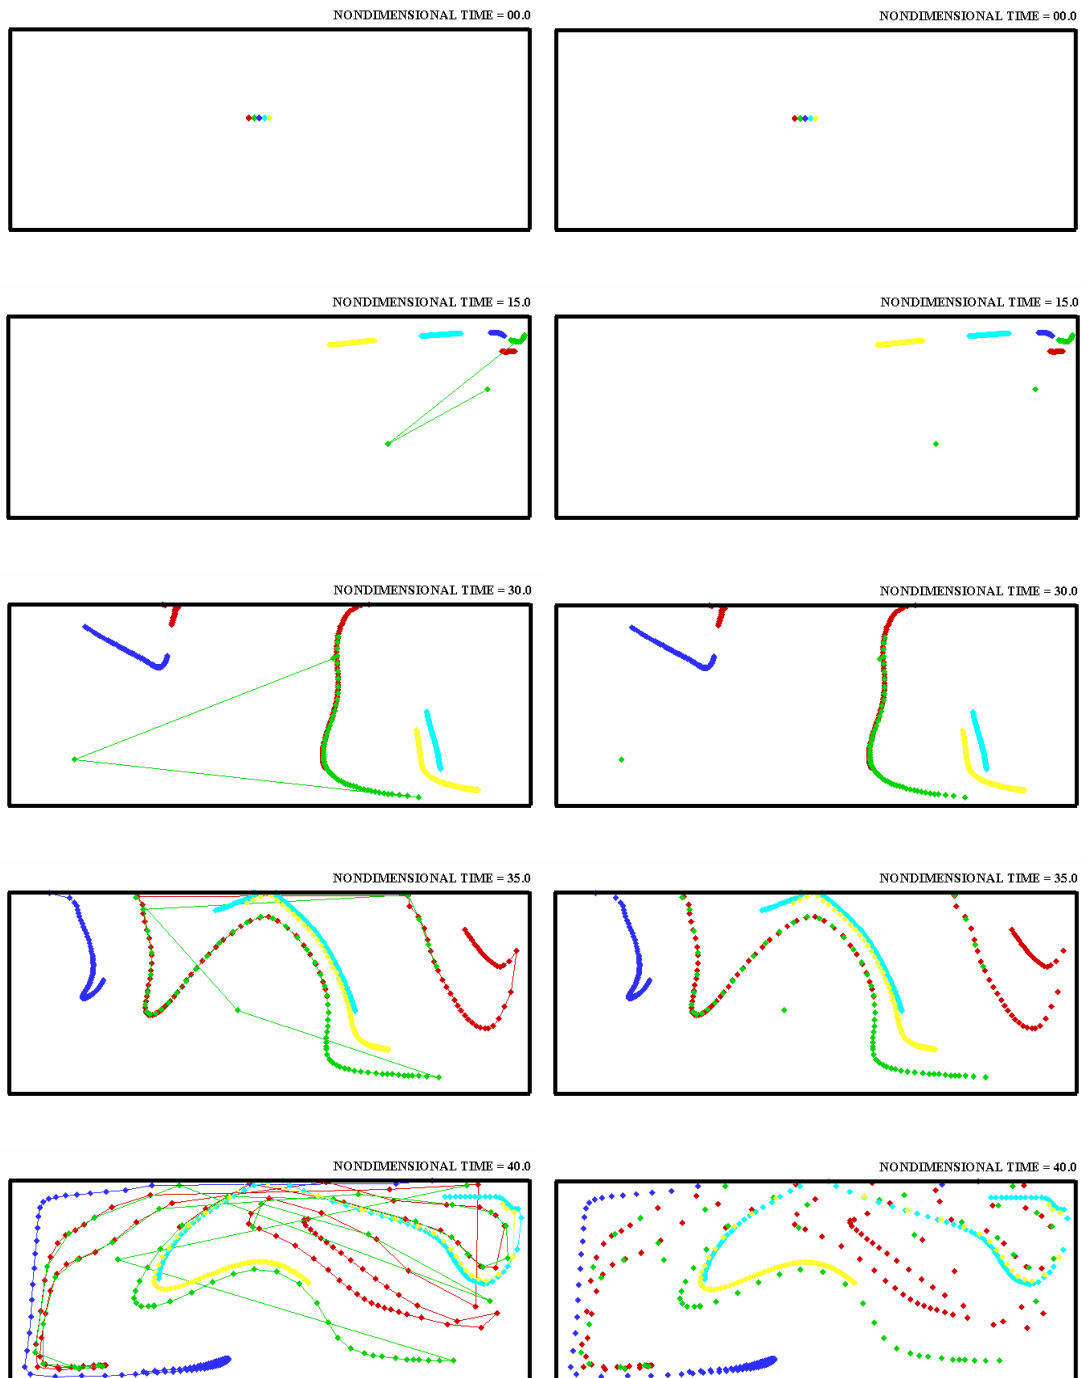 NONDIMENSIONAL TIME = 00.0
NONDIMENSIONAL TIME = 00.0
NONDIMENSIONAL TIME = 15.0
NONDIMENSIONAL TIME = 15.0
NONDIMENSIONAL TIME = 30.0
NONDIMENSIONAL TIME = 30.0
NONDIMENSIONAL TIME = 35.0
NONDIMENSIONAL TIME = 35.0
NONDIMENSIONAL TIME = 40.0
NONDIMENSIONAL TIME = 40.0